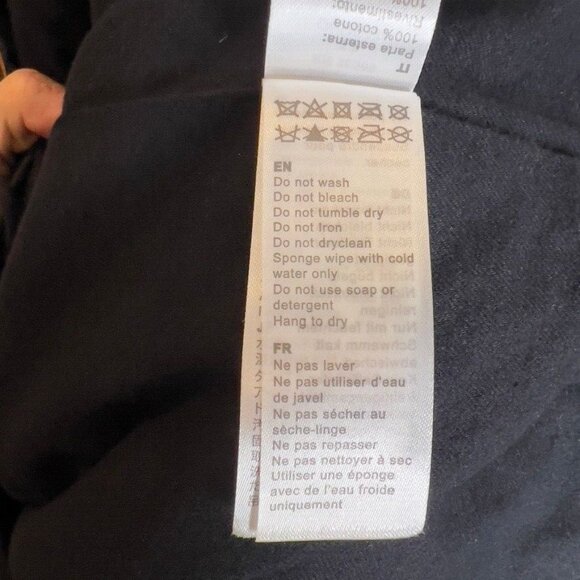 IT
Parte esterna:
100% cotone
Rivestimento:
100%
EN
Do not wash
Do not bleach
Do not tumble dry
Do not Iron
Do not dryclean
Sponge wipe with cold
water only
Do not use soap or
detergent
Hang to dry
FR
Ne pas laver
Ne pas utiliser d'eau
de javel
Ne pas sécher au
sèche-linge
Ne pas repasser
Ne pas nettoyer à sec
Utiliser une éponge
avec de l'eau froide
uniquement